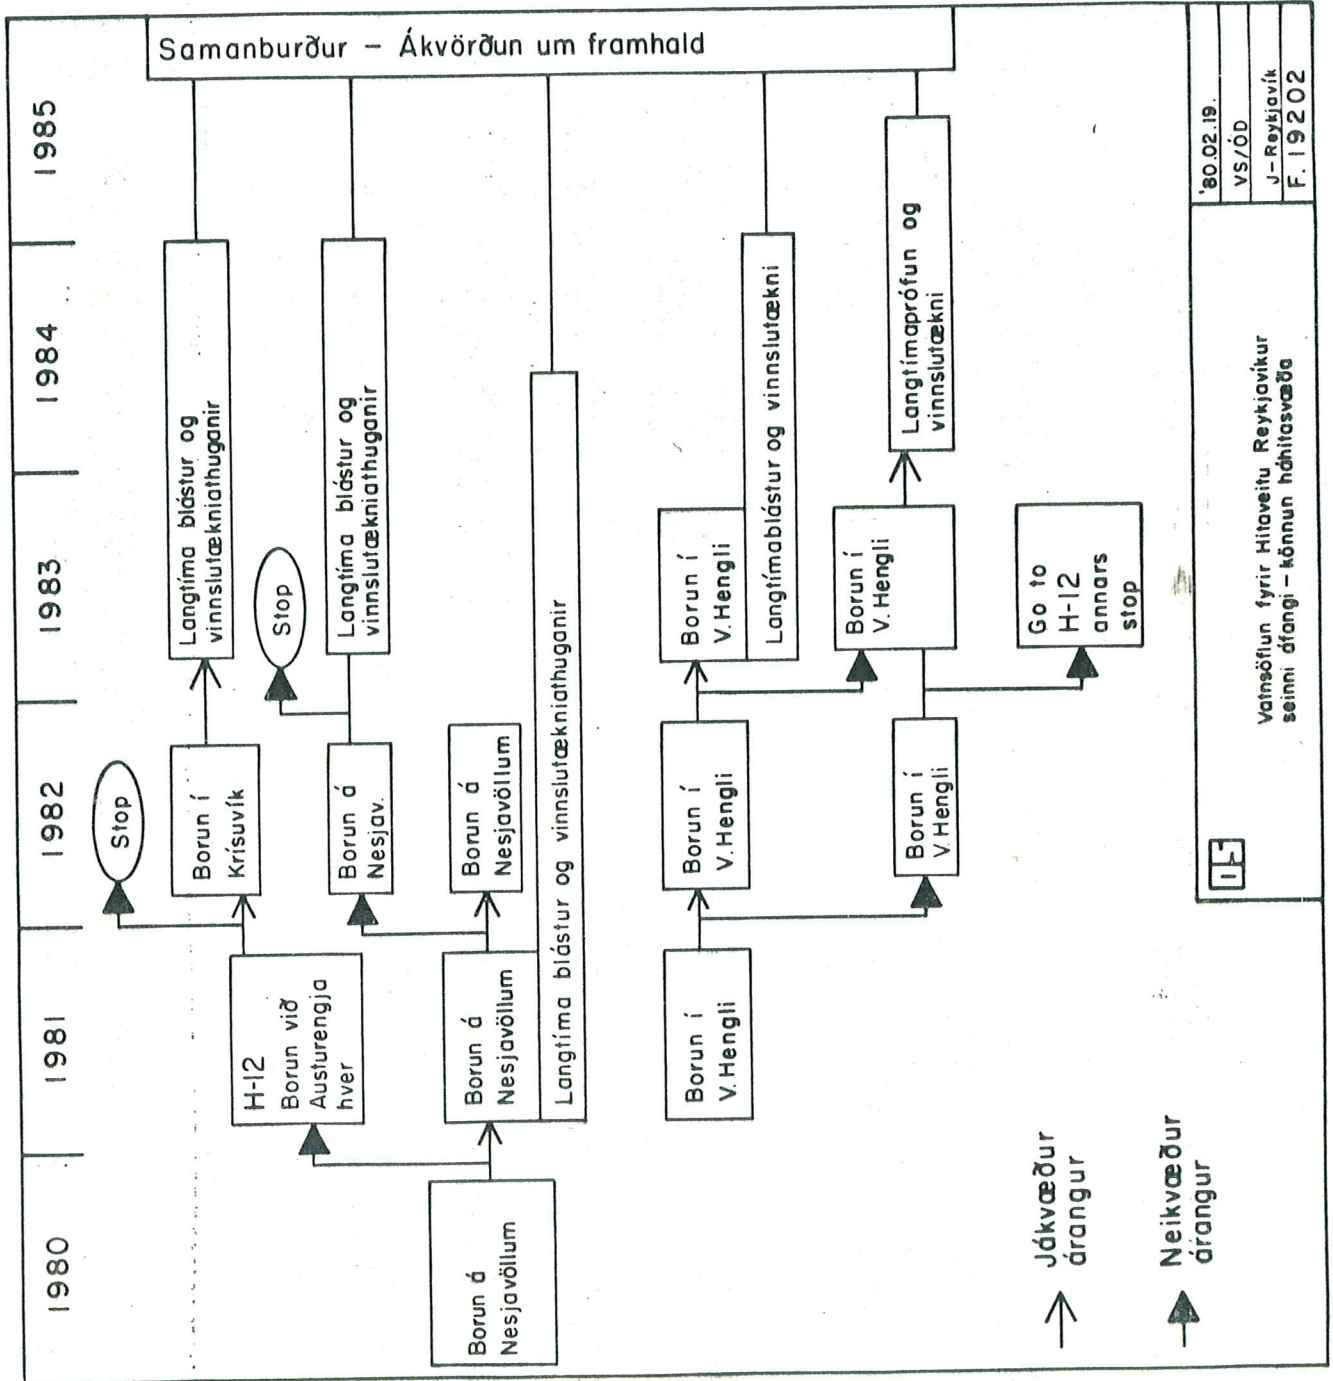 Samanburður – Ákvörðun um framhald
1980
1981
1982
1983
1984
1985
Stop
Borun í
Krísuvík
Langtíma blástur og
vinnslutækniathuganir
H-12
Borun við
Austurengja
hver
Stop
Borun á
Nesjav.
Langtíma blástur og
vinnslutækniathuganir
Borun á
Nesjavöllum
Borun á
Nesjavöllum
Borun á
Nesjavöllum
Langtíma blástur og vinnslutækniathuganir
Borun í
V.Hengli
Borun í
V.Hengli
Borun í
V.Hengli
Langtímablástur og vinnslutækni
Borun í
V.Hengli
Borun í
V.Hengli
Langtímaprófun og
vinnslutækni
Go to
H-12
annars
stop
Jákvæður
árangur
Neikvæður
árangur
Vatnsöflun fyrir Hitaveitu Reykjavíkur
seinni áfangi – könnun háhitasvæða
'80.02.19.
VS/ÓD
J-Reykjavík
F. 19202